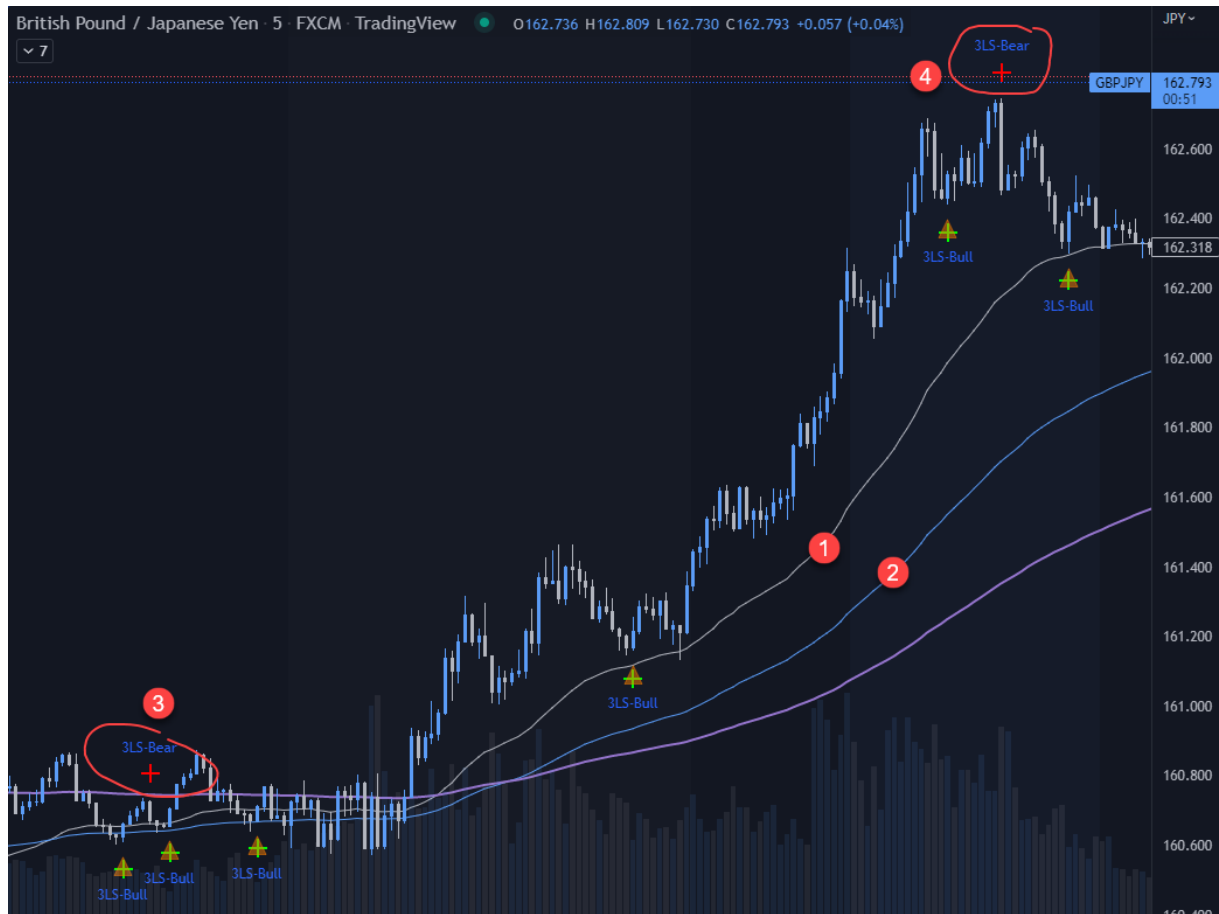 British Pound / Japanese Yen · 5 · FXCM · TradingView O162.736 H162.809 L162.730 C162.793 +0.057 (+0.04%)
JPY
7
3LS-Bear
4
GBPJPY 162.793
00:51
162.600
162.400
3LS-Bull
162.318
162.200
3LS-Bull
162.000
161.800
161.600
1
161.400
2
161.200
3LS-Bull
161.000
3
3LS-Bear
160.800
160.600
3LS-Bull
3LS-Bull
3LS-Bull
160.400